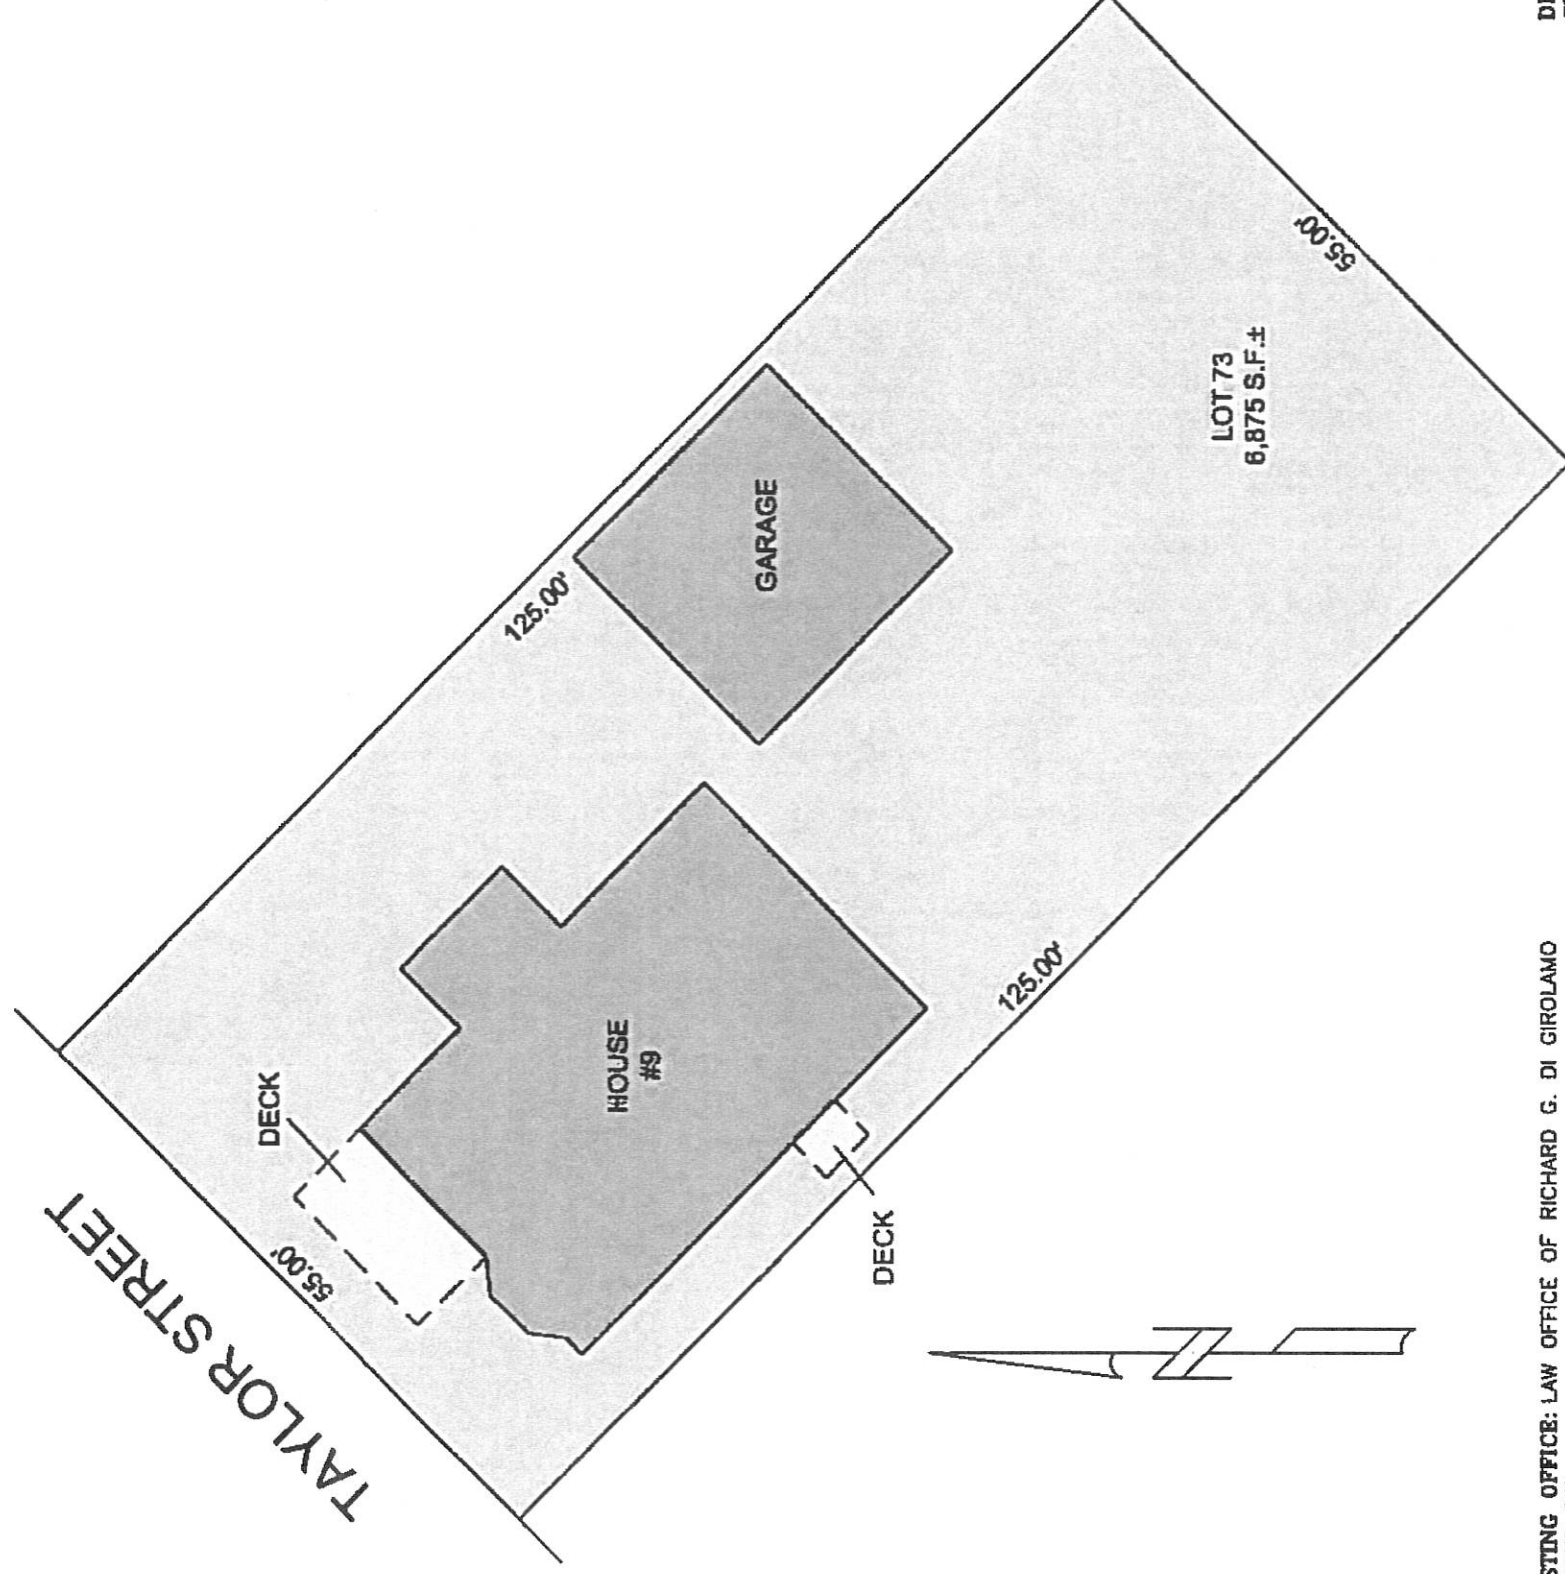 TAYLOR STREET
55.00'
DECK
125.00'
GARAGE
HOUSE
#9
LOT 73
6,875 S.F.±
55.00'
125.00'
DECK
N
STING OFFICE: LAW OFFICE OF RICHARD G. DI GIROLAMO